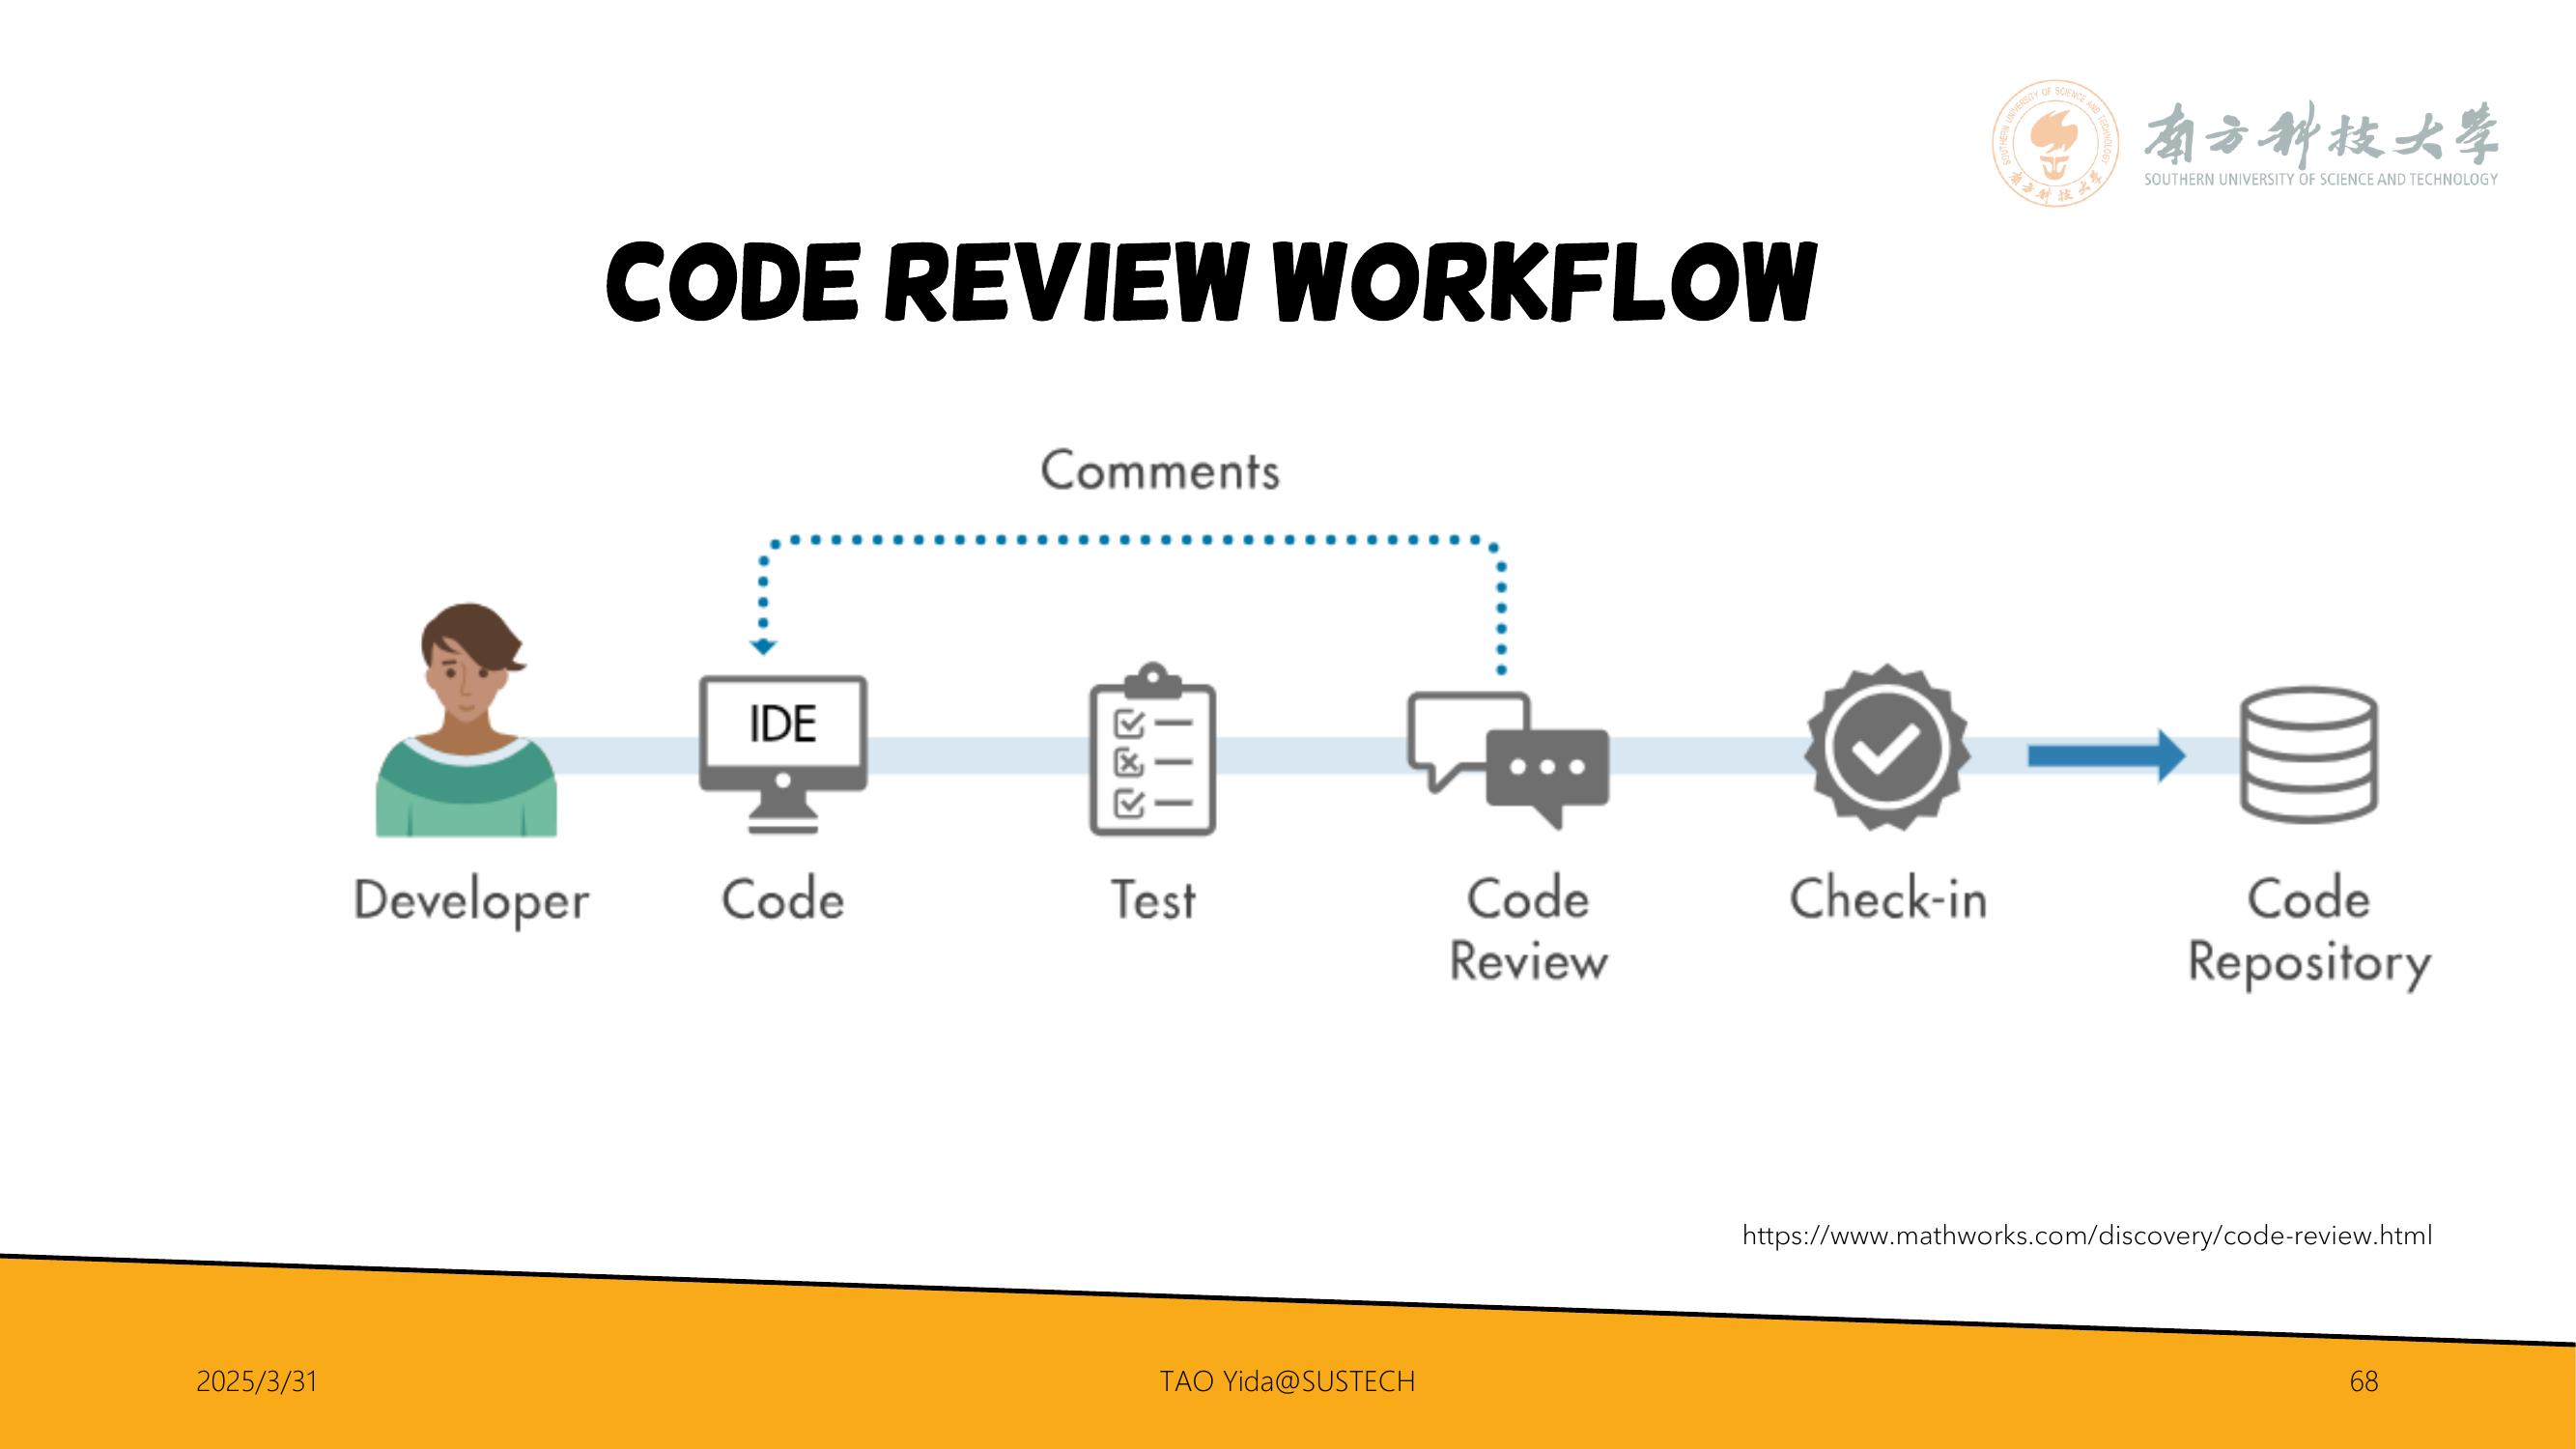 南方科技大学
SOUTHERN UNIVERSITY OF SCIENCE AND TECHNOLOGY
CODE REVIEW WORKFLOW
Comments
IDE
Developer
Code
Test
Code
Review
Check-in
Code
Repository
https://www.mathworks.com/discovery/code-review.html
2025/3/31
TAO Yida@SUSTECH
68